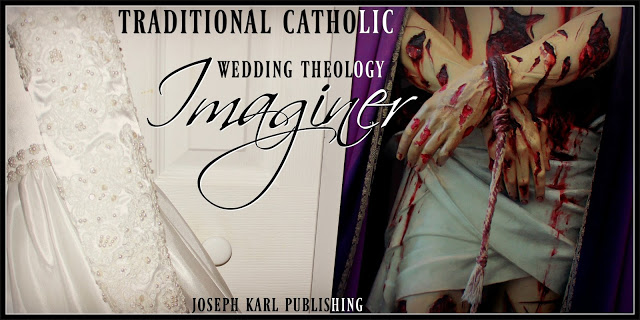 TRADITIONAL CATHOLIC
WEDDING THEOLOGY
Imaginer
JOSEPH KARL PUBLISHING